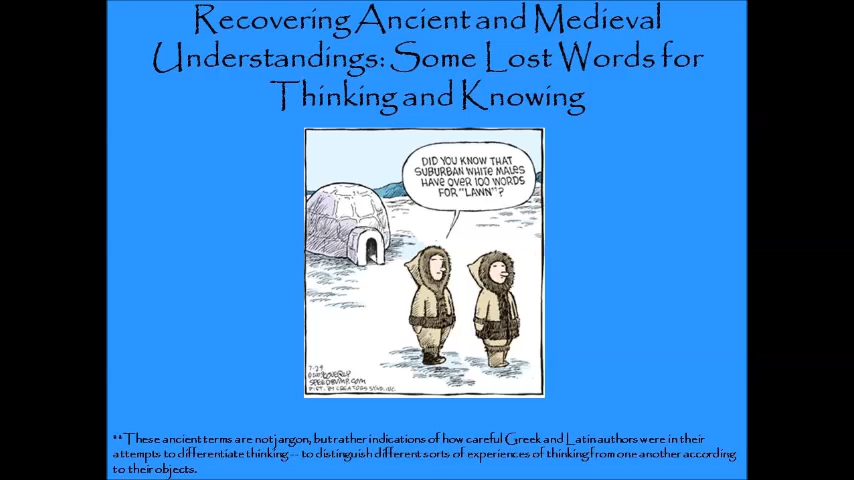 Recovering Ancient and Medieval
Understandings: Some Lost Words for
Thinking and Knowing
DID YOU KNOW THAT
SUBURBAN WHITE MALES
HAVE OVER 100 WORDS
FOR "LAWN"?
7-29
SPEEDBUMP.COM
**These ancient terms are not jargon, but rather indications of how careful Greek and Latin authors were in their
attempts to differentiate thinking -- to distinguish different sorts of experiences of thinking from one another according
to their objects.